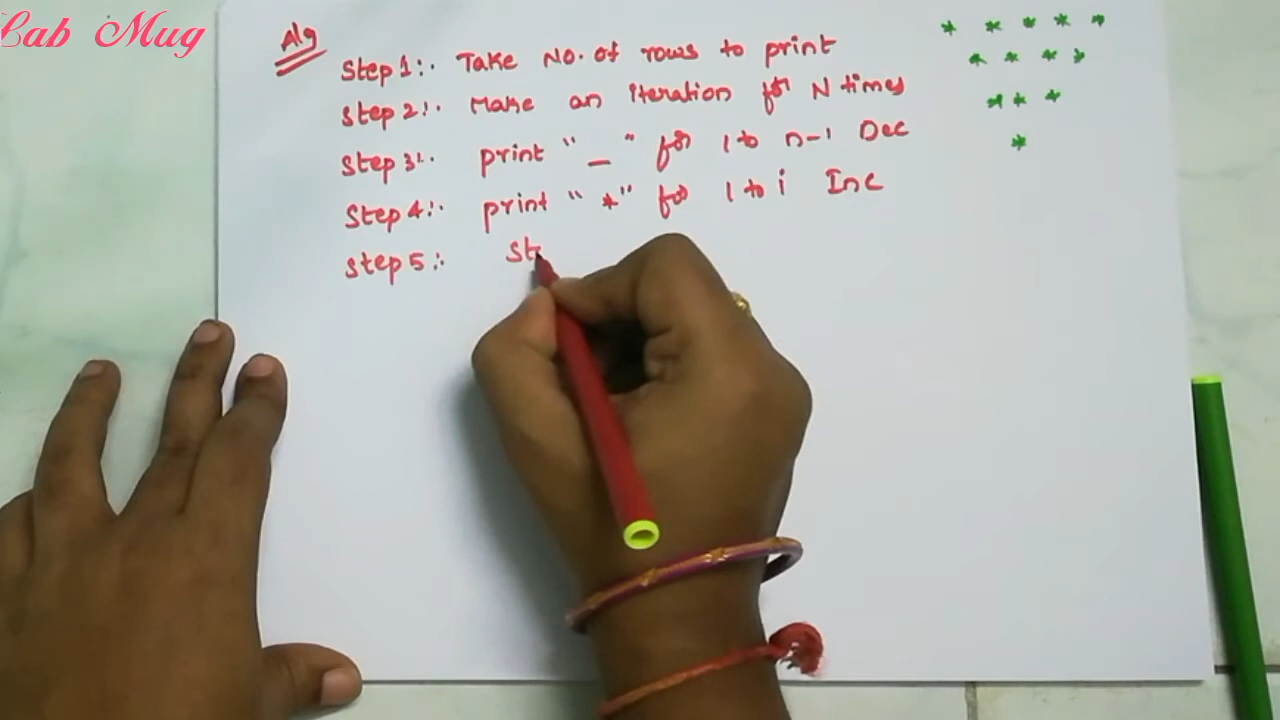 Lab Mug
Alg
Step 1:. Take No. of rows to print
Step 2:. Make an iteration for N times
Step 3:. print "_" for 1 to n-1 Dec
Step 4:. print "*" for 1 to i Inc
Step 5:. St
* * * * *
* * * *
* * *
*